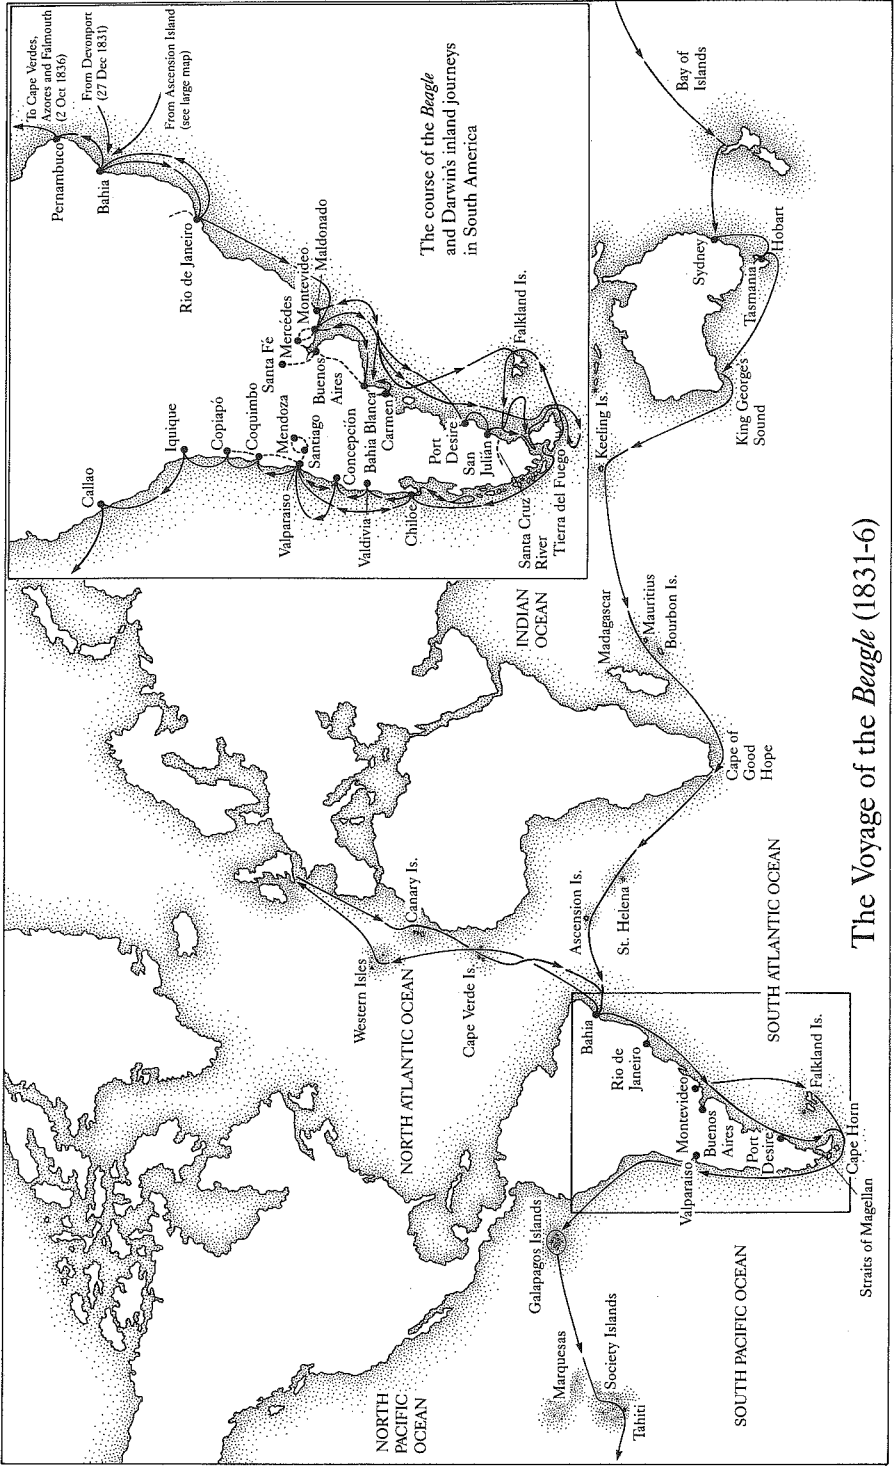 The Voyage of the Beagle (1831-6)
NORTH
PACIFIC
OCEAN
NORTH ATLANTIC OCEAN
Western Isles
Canary Is.
Cape Verde Is.
Galapagos Islands
Marquesas
Society Islands
Tahiti
SOUTH PACIFIC OCEAN
Bahia
Rio de
Janeiro
Montevideo
Buenos
Aires
Port
Desire
Valparaiso
Falkland Is.
Cape Horn
Straits of Magellan
SOUTH ATLANTIC OCEAN
Ascension Is.
St. Helena
Cape of
Good
Hope
Madagascar
Mauritius
Bourbon Is.
INDIAN
OCEAN
Keeling Is.
King George's
Sound
Tasmania
Hobart
Sydney
Bay of
Islands
The course of the Beagle
and Darwin's inland journeys
in South America
To Cape Verdes,
Azores and Falmouth
(2 Oct 1836)
From Devonport
(27 Dec 1831)
From Ascension Island
(see large map)
Pernambuco
Bahia
Rio de Janeiro
Maldonado
Montevideo
Mercedes
Santa Fé
Buenos
Aires
Bahia Blanca
Carmen
Port
Desire
San
Julian
Falkland Is.
Santa Cruz
River
Tierra del Fuego
Callao
Iquique
Copiapó
Coquimbo
Mendoza
Santiago
Valparaiso
Concepción
Valdivia
Chiloe